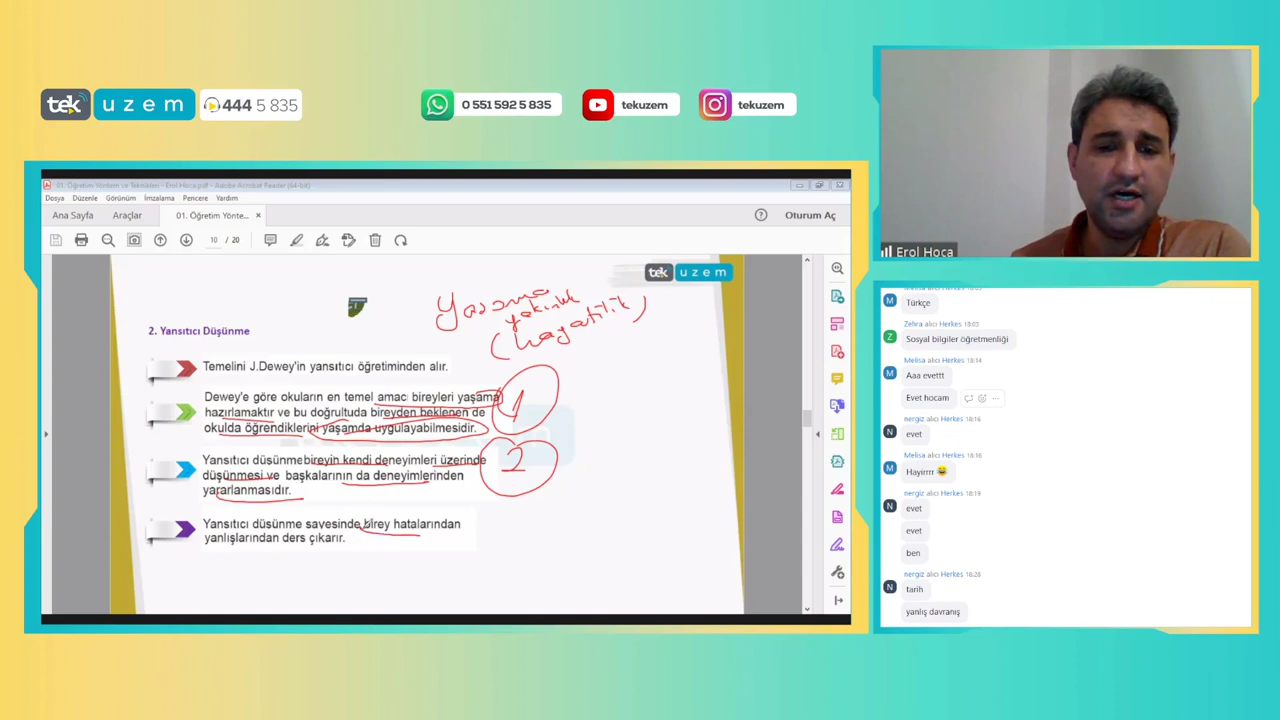 tek uzem 444 5 835
0 551 592 5 835
tekuzem
tekuzem
01. Öğretim Yöntem ve Teknikleri - Erol Hoca.pdf - Adobe Acrobat Reader (64-bit)
Dosya Düzenle Görünüm İmzalama Pencere Yardım
Ana Sayfa Araçlar 01. Öğretim Yönte... × Oturum Aç
10 / 20
tek uzem
Yaşama
yakınlık
(hayatilik)
2. Yansıtıcı Düşünme
Temelini J.Dewey'in yansıtıcı öğretiminden alır.
Dewey'e göre okuların en temel amacı bireyleri yaşama
hazırlamaktır ve bu doğrultuda bireyden beklenen de
okulda öğrendiklerini yaşamda uygulayabilmesidir.
1
Yansıtıcı düşünmebireyin kendi deneyimleri üzerinde
düşünmesi ve başkalarının da deneyimlerinden
yararlanmasıdır.
2
Yansıtıcı düşünme sayesinde birey hatalarından
yanlışlarından ders çıkarır.
Erol Hoca
M Türkçe
Zehra alıcı Herkes 18:03
Z Sosyal bilgiler öğretmenliği
Melisa alıcı Herkes 18:14
M Aaa evettt
Evet hocam
nergiz alıcı Herkes 18:16
N evet
Melisa alıcı Herkes 18:16
M Hayirrrr 😅
nergiz alıcı Herkes 18:19
N evet
evet
ben
nergiz alıcı Herkes 18:28
N tarih
yanlış davranış